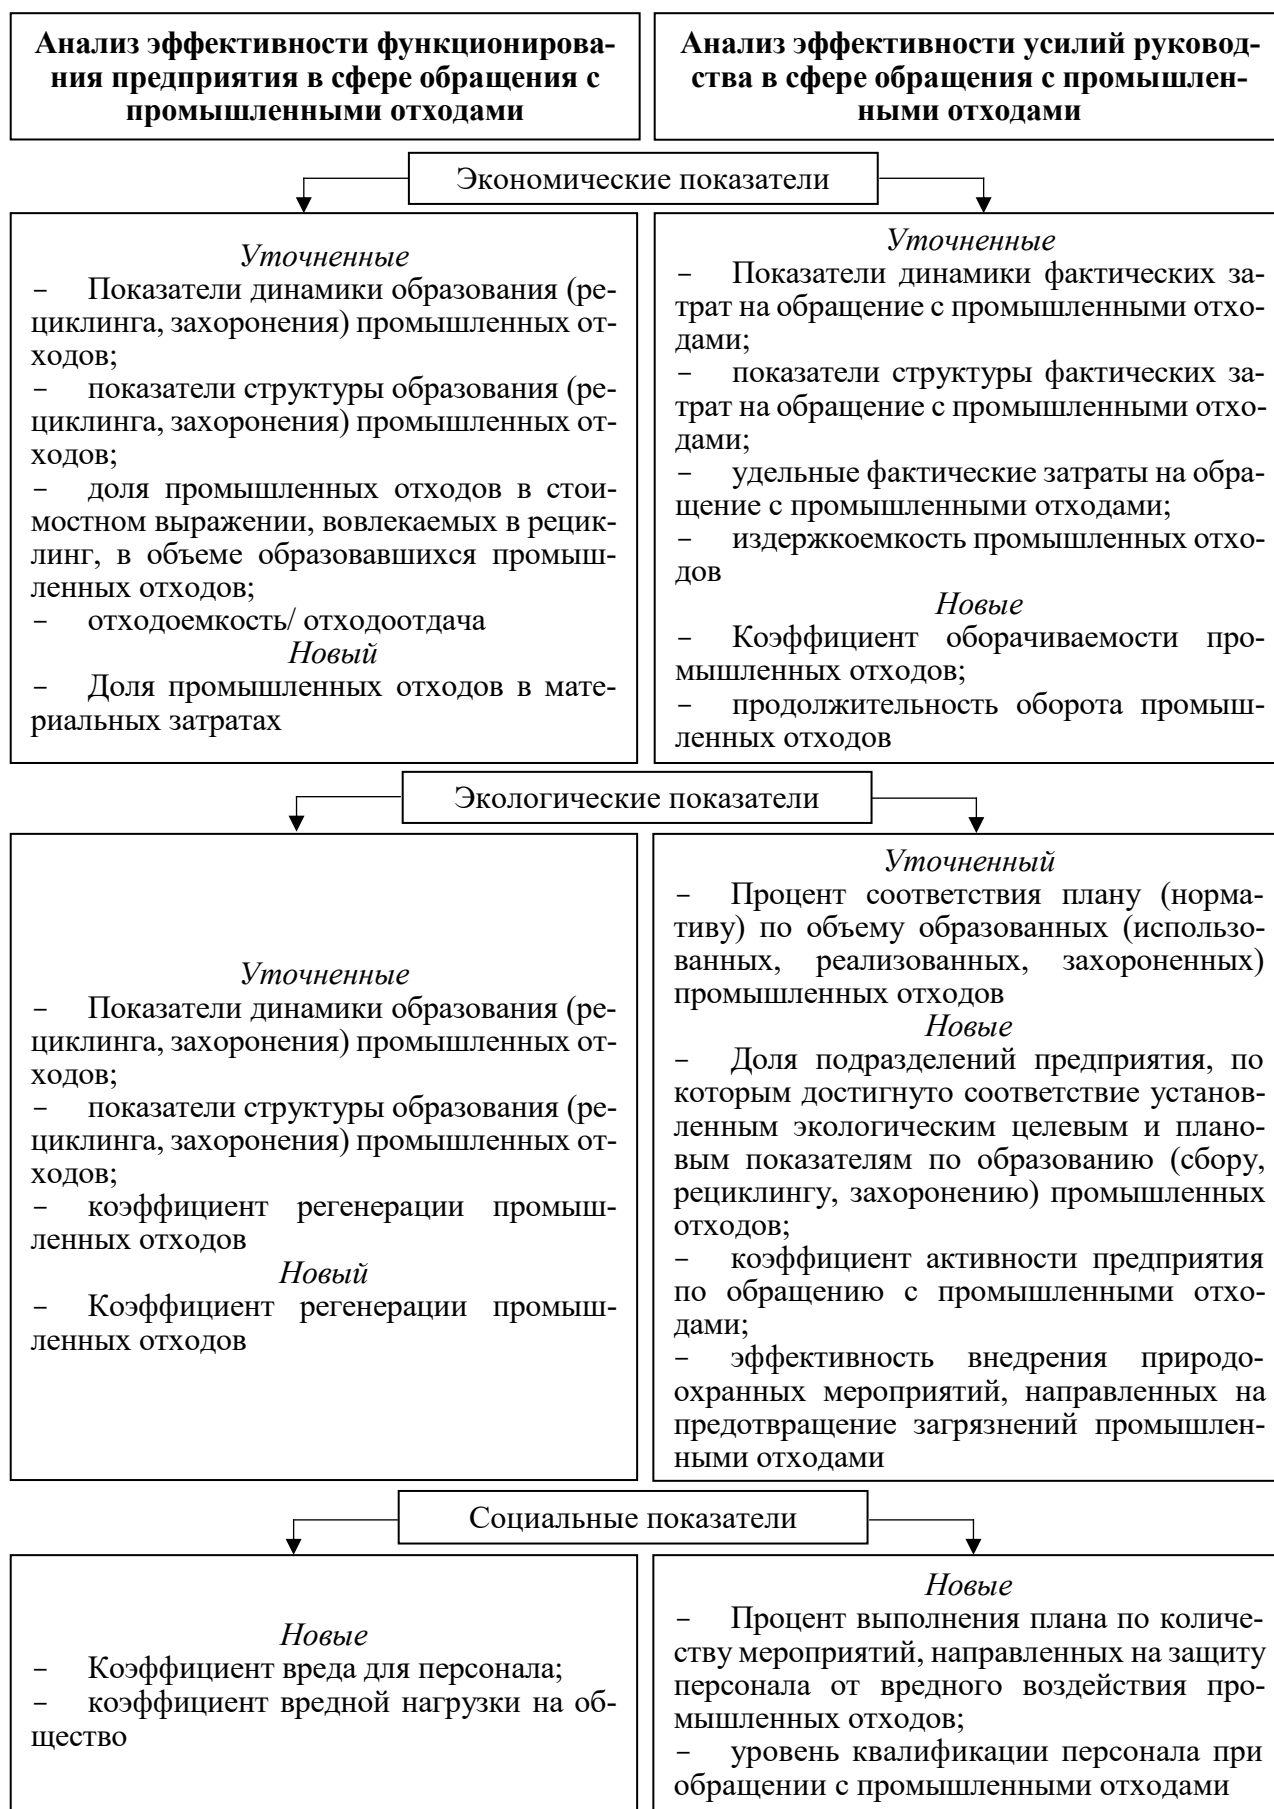 Анализ эффективности функционирова-
ния предприятия в сфере обращения с
промышленными отходами
Анализ эффективности усилий руковод-
ства в сфере обращения с промышлен-
ными отходами
Экономические показатели
Уточненные
– Показатели динамики образования (ре-
циклинга, захоронения) промышленных от-
ходов;
– показатели структуры образования (ре-
циклинга, захоронения) промышленных от-
ходов;
– доля промышленных отходов в стои-
мостном выражении, вовлекаемых в рецик-
линг, в объеме образовавшихся промыш-
ленных отходов;
– отходоемкость/ отходоотдача
Новый
– Доля промышленных отходов в мате-
риальных затратах
Уточненные
– Показатели динамики фактических за-
трат на обращение с промышленными отхо-
дами;
– показатели структуры фактических за-
трат на обращение с промышленными отхо-
дами;
– удельные фактические затраты на обра-
щение с промышленными отходами;
– издержкоемкость промышленных отхо-
дов
Новые
– Коэффициент оборачиваемости про-
мышленных отходов;
– продолжительность оборота промыш-
ленных отходов
Экологические показатели
Уточненные
– Показатели динамики образования (ре-
циклинга, захоронения) промышленных от-
ходов;
– показатели структуры образования (ре-
циклинга, захоронения) промышленных от-
ходов;
– коэффициент регенерации промыш-
ленных отходов
Новый
– Коэффициент регенерации промыш-
ленных отходов
Уточненный
– Процент соответствия плану (норма-
тиву) по объему образованных (использо-
ванных, реализованных, захороненных)
промышленных отходов
Новые
– Доля подразделений предприятия, по
которым достигнуто соответствие установ-
ленным экологическим целевым и плано-
вым показателям по образованию (сбору,
рециклингу, захоронению) промышленных
отходов;
– коэффициент активности предприятия
по обращению с промышленными отхо-
дами;
– эффективность внедрения природо-
охранных мероприятий, направленных на
предотвращение загрязнений промышлен-
ными отходами
Социальные показатели
Новые
– Коэффициент вреда для персонала;
– коэффициент вредной нагрузки на об-
щество
Новые
– Процент выполнения плана по количе-
ству мероприятий, направленных на защиту
персонала от вредного воздействия про-
мышленных отходов;
– уровень квалификации персонала при
обращении с промышленными отходами